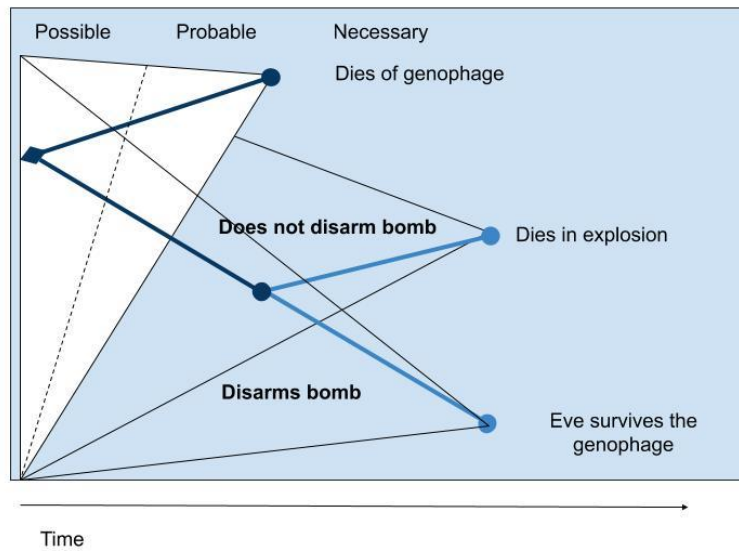 Possible Probable Necessary
Dies of genophage
Does not disarm bomb
Dies in explosion
Disarms bomb
Eve survives the
genophage
Time